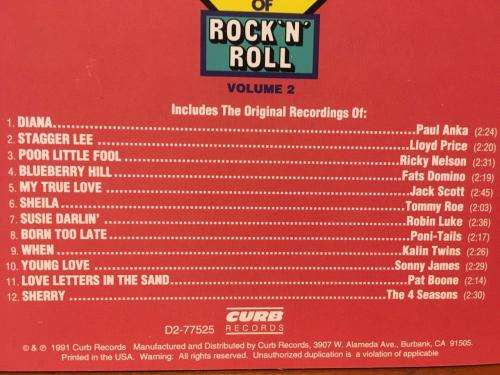 OF
ROCK 'N'
ROLL
VOLUME 2
Includes The Original Recordings Of:
1. DIANA..........Paul Anka (2:24)
2. STAGGER LEE..........Lloyd Price (2:20)
3. POOR LITTLE FOOL..........Ricky Nelson (2:31)
4. BLUEBERRY HILL..........Fats Domino (2:19)
5. MY TRUE LOVE..........Jack Scott (2:45)
6. SHEILA..........Tommy Roe (2:03)
7. SUSIE DARLIN'..........Robin Luke (2:36)
8. BORN TOO LATE..........Poni-Tails (2:17)
9. WHEN..........Kalin Twins (2:26)
10. YOUNG LOVE..........Sonny James (2:29)
11. LOVE LETTERS IN THE SAND..........Pat Boone (2:14)
12. SHERRY..........The 4 Seasons (2:30)
CURB
RECORDS
D2-77525
© & ℗ 1991 Curb Records Manufactured and Distributed by Curb Records, 3907 W. Alameda Ave., Burbank, CA 91505.
Printed in the USA. Warning: All rights reserved. Unauthorized duplication is a violation of applicable